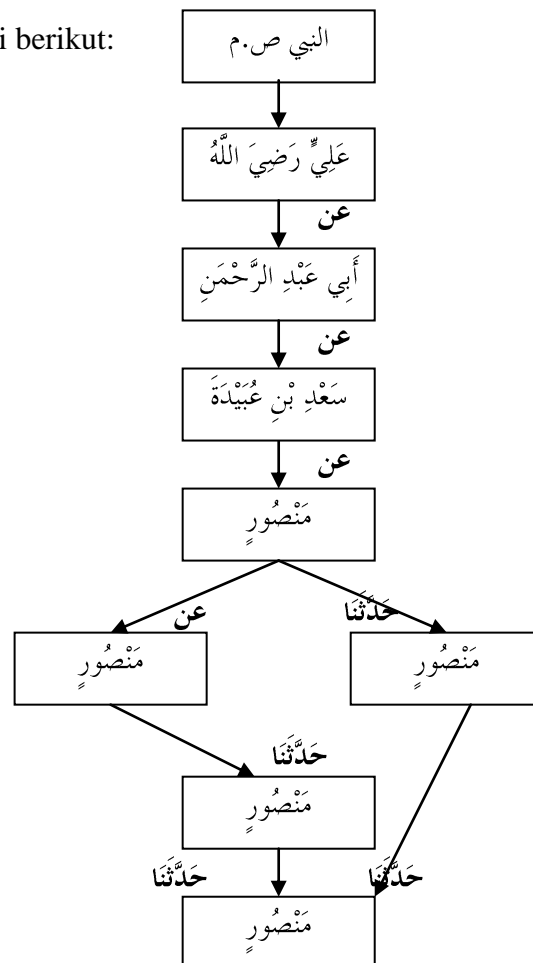 i berikut:
النبي ص.م
عَلِيٍّ رَضِيَ اللَّهُ
عن
أَبِي عَبْدِ الرَّحْمَنِ
عن
سَعْدِ بْنِ عُبَيْدَةَ
عن
مَنْصُورٍ
حَدَّثَنَا
عن
مَنْصُورٍ
مَنْصُورٍ
حَدَّثَنَا
مَنْصُورٍ
حَدَّثَنَا
حَدَّثَنَا
مَنْصُورٍ